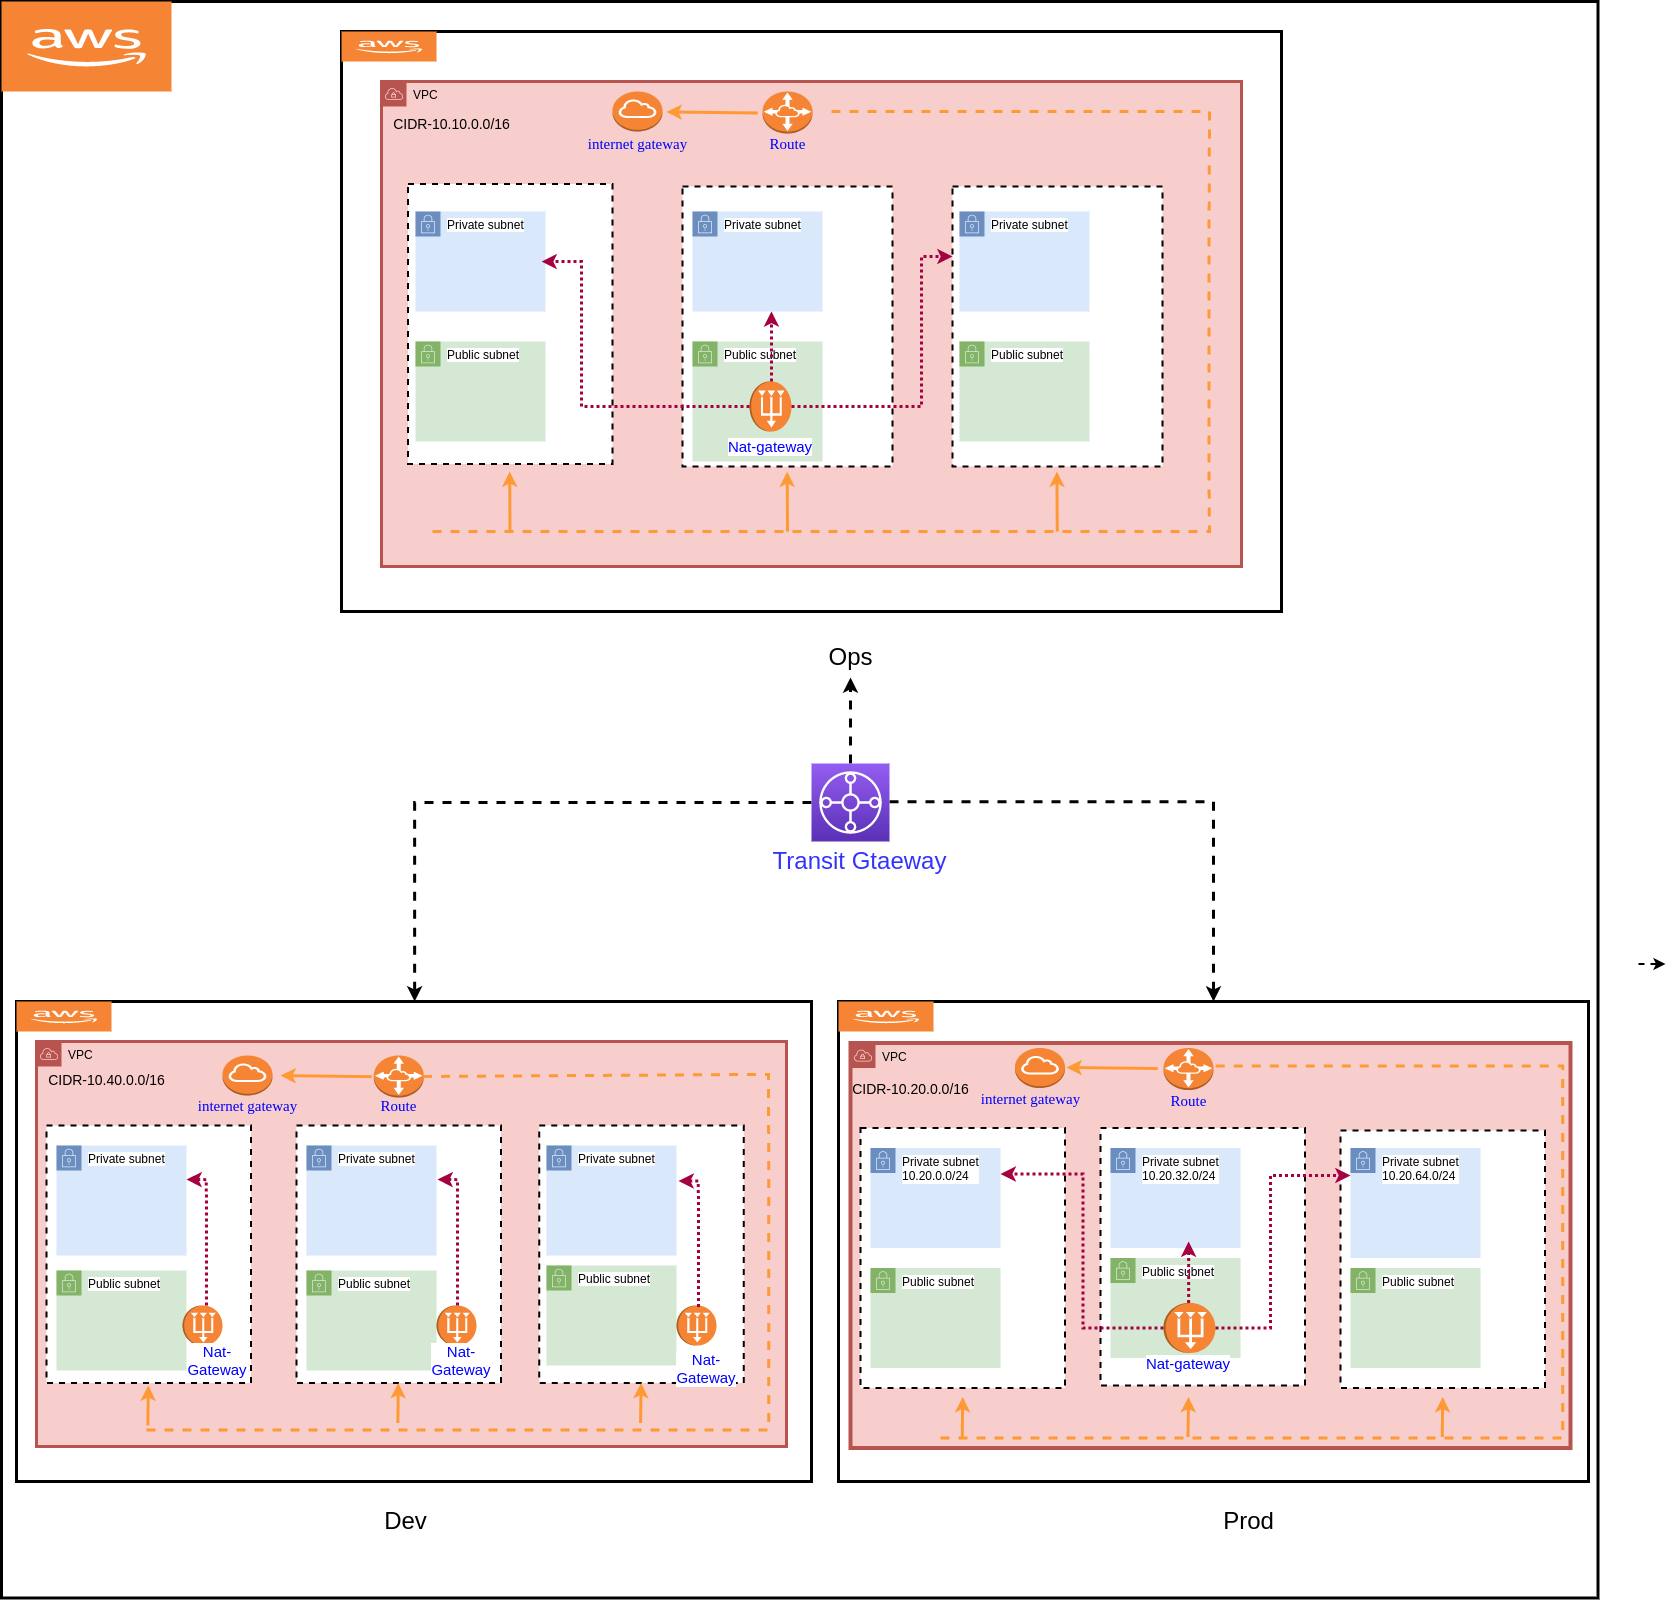 aws
aws
VPC
CIDR-10.10.0.0/16
internet gateway
Route
Private subnet
Private subnet
Private subnet
Public subnet
Public subnet
Public subnet
Nat-gateway
Ops
Transit Gtaeway
aws
VPC
CIDR-10.40.0.0/16
internet gateway
Route
Private subnet
Private subnet
Private subnet
Public subnet
Public subnet
Public subnet
Nat-
Gateway
Nat-
Gateway
Nat-
Gateway
Dev
aws
VPC
CIDR-10.20.0.0/16
internet gateway
Route
Private subnet
10.20.0.0/24
Private subnet
10.20.32.0/24
Private subnet
10.20.64.0/24
Public subnet
Public subnet
Public subnet
Nat-gateway
Prod